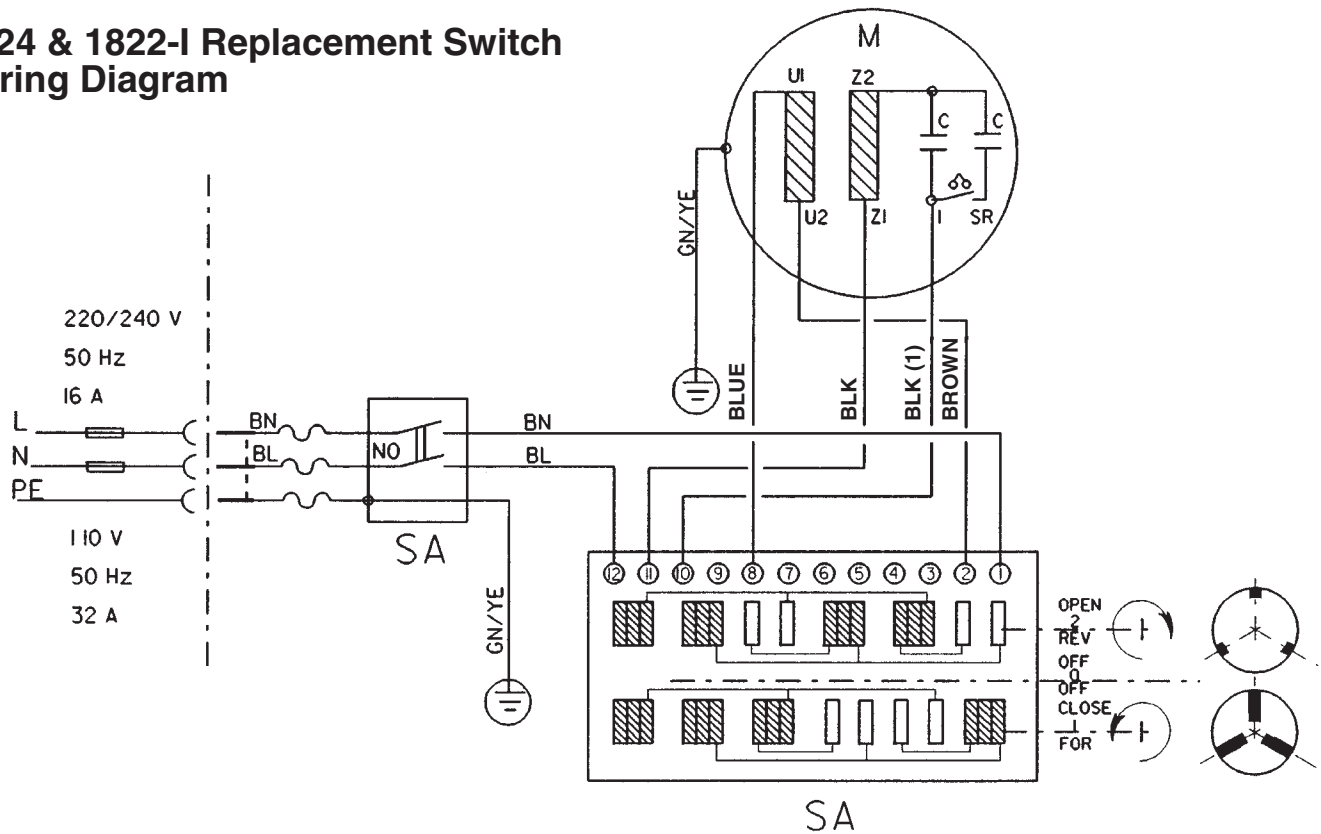 24 & 1822-I Replacement Switch
ring Diagram
M
U1 Z2
C C
U2 Z1 1 SR
GN/YE
220/240 V
50 Hz
16 A
L
N
PE
BN
BL
NO
BN
BL
SA
110 V
50 Hz
32 A
GN/YE
BLUE
BLK
BLK (1)
BROWN
12 11 10 9 8 7 6 5 4 3 2 1
OPEN
2
REV
OFF
0
OFF
CLOSE
1
FOR
SA